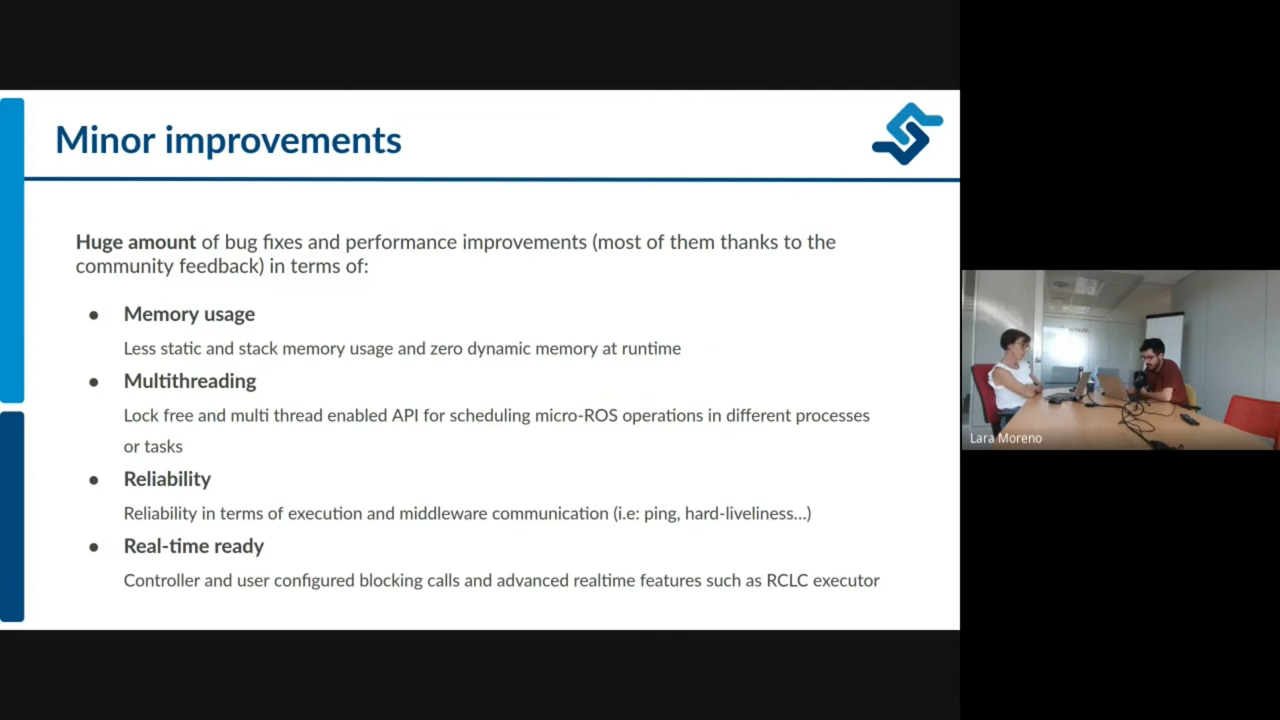 Minor improvements
Huge amount of bug fixes and performance improvements (most of them thanks to the
community feedback) in terms of:
● Memory usage
Less static and stack memory usage and zero dynamic memory at runtime
● Multithreading
Lock free and multi thread enabled API for scheduling micro-ROS operations in different processes
or tasks
● Reliability
Reliability in terms of execution and middleware communication (i.e: ping, hard-liveliness...)
● Real-time ready
Controller and user configured blocking calls and advanced realtime features such as RCLC executor
Lara Moreno